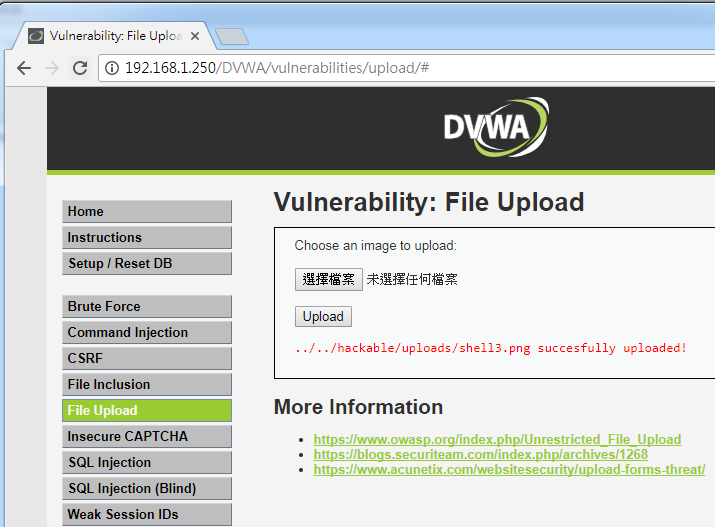 Vulnerability: File Uploa
192.168.1.250/DVWA/vulnerabilities/upload/#
DVWA
Home
Instructions
Setup / Reset DB
Brute Force
Command Injection
CSRF
File Inclusion
File Upload
Insecure CAPTCHA
SQL Injection
SQL Injection (Blind)
Weak Session IDs
Vulnerability: File Upload
Choose an image to upload:
選擇檔案 未選擇任何檔案
Upload
../../hackable/uploads/shell3.png succesfully uploaded!
More Information
https://www.owasp.org/index.php/Unrestricted_File_Upload
https://blogs.securiteam.com/index.php/archives/1268
https://www.acunetix.com/websitesecurity/upload-forms-threat/